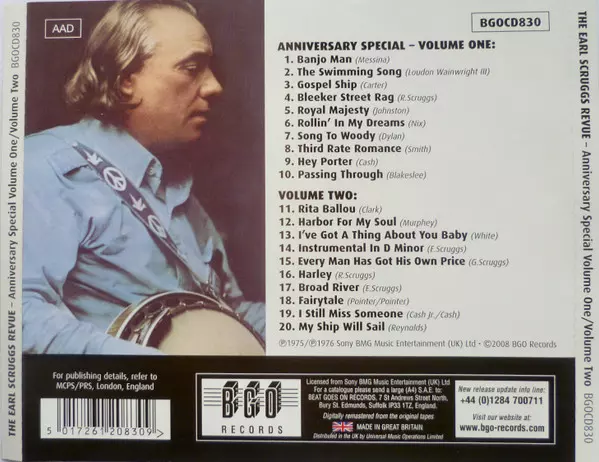 THE EARL SCRUGGS REVUE – Anniversary Special Volume One/Volume Two BGOCD830
AAD
BGOCD830
ANNIVERSARY SPECIAL – VOLUME ONE:
1. Banjo Man (Messina)
2. The Swimming Song (Loudon Wainwright III)
3. Gospel Ship (Carter)
4. Bleeker Street Rag (R.Scruggs)
5. Royal Majesty (Johnston)
6. Rollin' In My Dreams (Nix)
7. Song To Woody (Dylan)
8. Third Rate Romance (Smith)
9. Hey Porter (Cash)
10. Passing Through (Blakeslee)
VOLUME TWO:
11. Rita Ballou (Clark)
12. Harbor For My Soul (Murphey)
13. I've Got A Thing About You Baby (White)
14. Instrumental In D Minor (E.Scruggs)
15. Every Man Has Got His Own Price (G.Scruggs)
16. Harley (R.Scruggs)
17. Broad River (E.Scruggs)
18. Fairytale (Pointer/Pointer)
19. I Still Miss Someone (Cash Jr./Cash)
20. My Ship Will Sail (Reynolds)
℗1975/℗1976 Sony BMG Music Entertainment (UK) Ltd · ©2008 BGO Records
For publishing details, refer to
MCPS/PRS, London, England
5 017261 208309 >
BGO
RECORDS
Licensed from Sony BMG Music Entertainment (UK) Ltd.
For a catalogue please send a large (A4) S.A.E. to:
BEAT GOES ON RECORDS, 7 St Andrews Street North,
Bury St. Edmunds, Suffolk IP33 1TZ, England.
Digitally remastered from the original tapes
MADE IN GREAT BRITAIN
Distributed in the UK by Universal Music Operations Limited
New release update info line:
+44 (0)1284 700711
Visit our website at:
www.bgo-records.com
THE EARL SCRUGGS REVUE – Anniversary Special Volume One/Volume Two BGOCD830